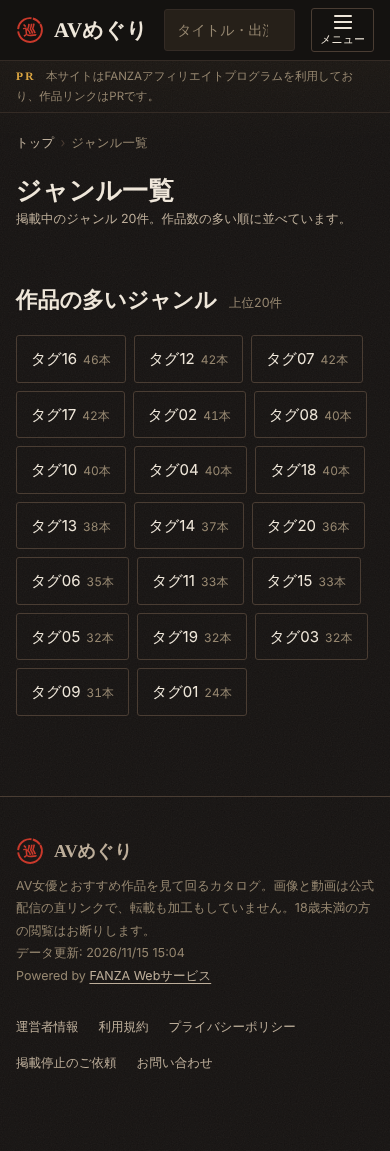 巡 AVめぐり タイトル・出 メニュー
PR 本サイトはFANZAアフィリエイトプログラムを利用してお
り、作品リンクはPRです。
トップ › ジャンル一覧
ジャンル一覧
掲載中のジャンル 20件。作品数の多い順に並べています。
作品の多いジャンル 上位20件
タグ16 46本 タグ12 42本 タグ07 42本
タグ17 42本 タグ02 41本 タグ08 40本
タグ10 40本 タグ04 40本 タグ18 40本
タグ13 38本 タグ14 37本 タグ20 36本
タグ06 35本 タグ11 33本 タグ15 33本
タグ05 32本 タグ19 32本 タグ03 32本
タグ09 31本 タグ01 24本
巡 AVめぐり
AV女優とおすすめ作品を見て回るカタログ。画像と動画は公式
配信の直リンクで、転載も加工もしていません。18歳未満の方
の閲覧はお断りします。
データ更新: 2026/11/15 15:04
Powered by FANZA Webサービス
運営者情報 利用規約 プライバシーポリシー
掲載停止のご依頼 お問い合わせ